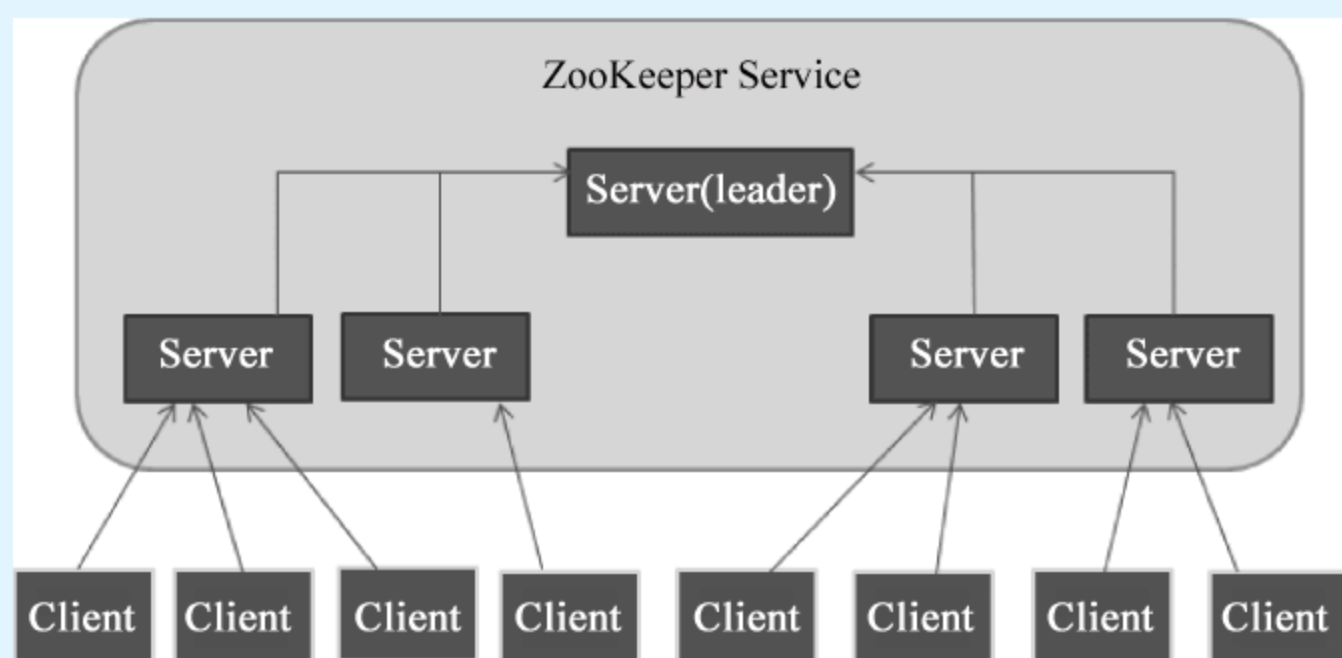 ZooKeeper Service
Server(leader)
Server
Server
Server
Server
Client
Client
Client
Client
Client
Client
Client
Client